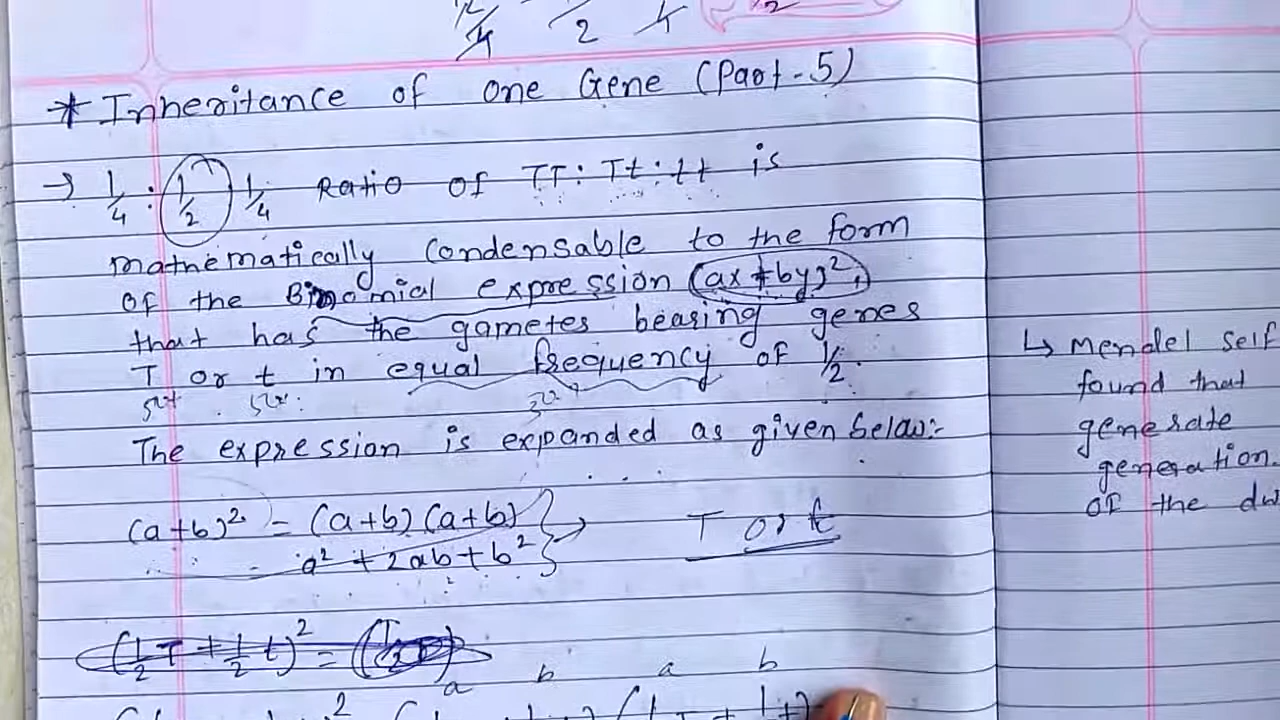 * Inheritance of one Gene (Part-5)
→ 1/4 : 1/2 1/4 Ratio of TT : Tt : tt is
mathematically Condensable to the form
of the Binomial expression (ax+by)²,
that has the gametes bearing genes
T or t in equal frequency of 1/2.
The expression is expanded as given below:-
(a+b)² = (a+b) (a+b) } → T or t
= a² + 2ab + b²
(1/2 T + 1/2 t)² =
a b a b
↳ Mendel self
found that
generate
generation.
of the